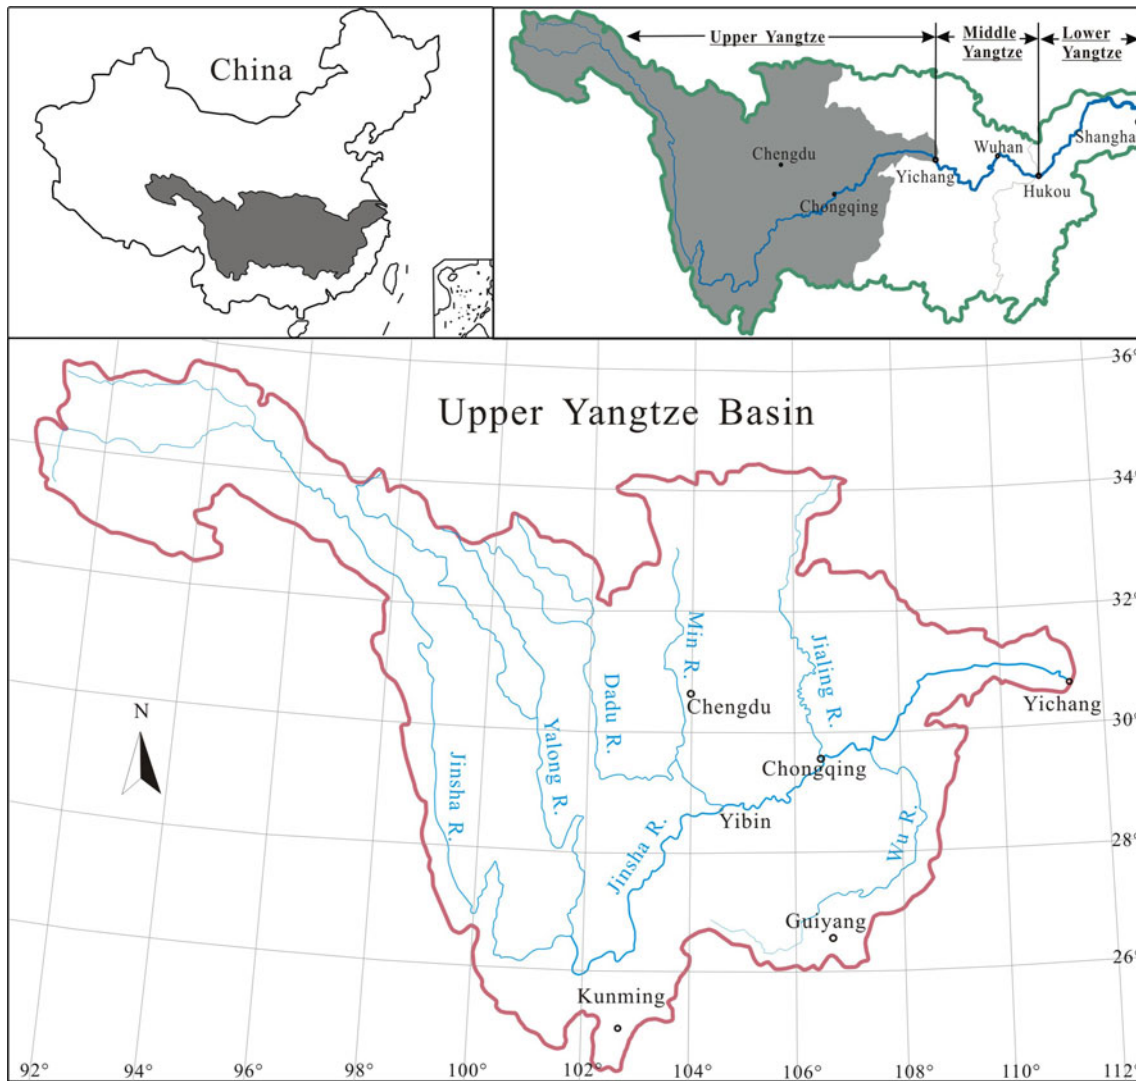 China
Upper Yangtze
Middle
Yangtze
Lower
Yangtze
Chengdu
Chongqing
Yichang
Wuhan
Hukou
Shangha
Upper Yangtze Basin
36°
34°
32°
30°
28°
26°
N
Jinsha R.
Yalong R.
Dadu R.
Min R.
Jialing R.
Jinsha R.
Wu R.
Chengdu
Chongqing
Yichang
Yibin
Guiyang
Kunming
92°
94°
96°
98°
100°
102°
104°
106°
108°
110°
112°